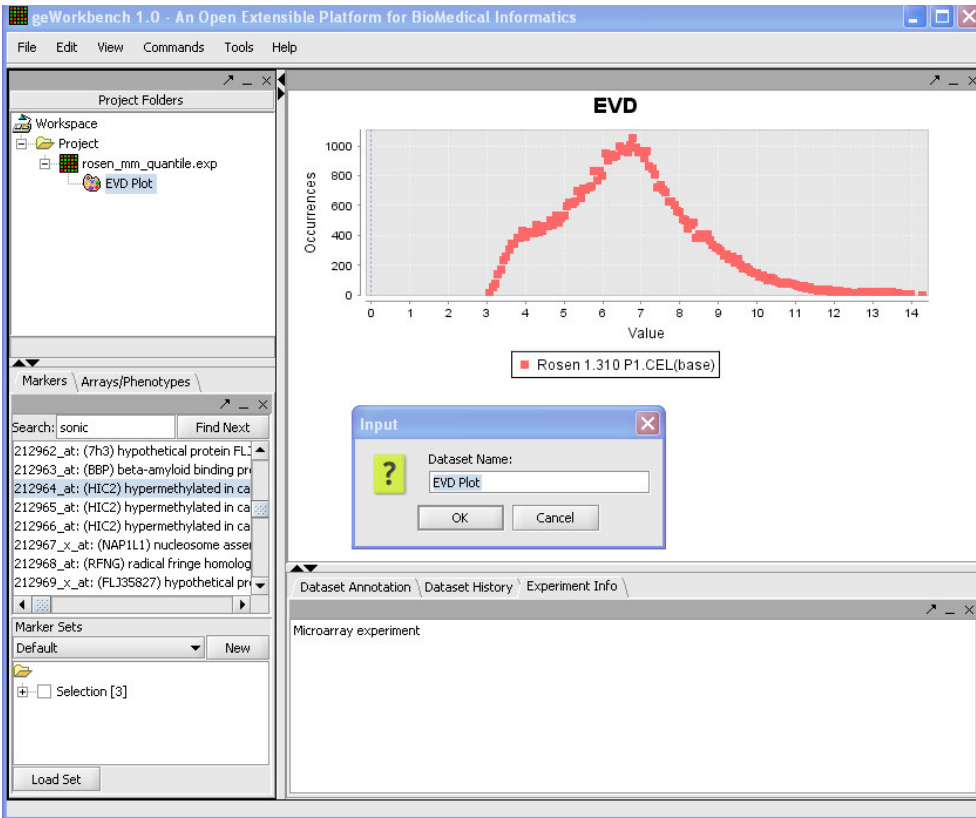 geWorkbench 1.0 - An Open Extensible Platform for BioMedical Informatics
File Edit View Commands Tools Help
Project Folders
Workspace
Project
rosen_mm_quantile.exp
EVD Plot
Markers Arrays/Phenotypes
Search: sonic Find Next
212962_at: (7h3) hypothetical protein FLJ
212963_at: (BBP) beta-amyloid binding pr
212964_at: (HIC2) hypermethylated in ca
212965_at: (HIC2) hypermethylated in ca
212966_at: (HIC2) hypermethylated in ca
212967_x_at: (NAP1L1) nucleosome asse
212968_at: (RFNG) radical fringe homolog
212969_x_at: (FLJ35827) hypothetical pr
Marker Sets
Default New
Selection [3]
Load Set
EVD
Occurrences
1000
800
600
400
200
0
0 1 2 3 4 5 6 7 8 9 10 11 12 13 14
Value
Rosen 1.310 P1.CEL(base)
Input
?
Dataset Name:
EVD Plot
OK Cancel
Dataset Annotation Dataset History Experiment Info
Microarray experiment